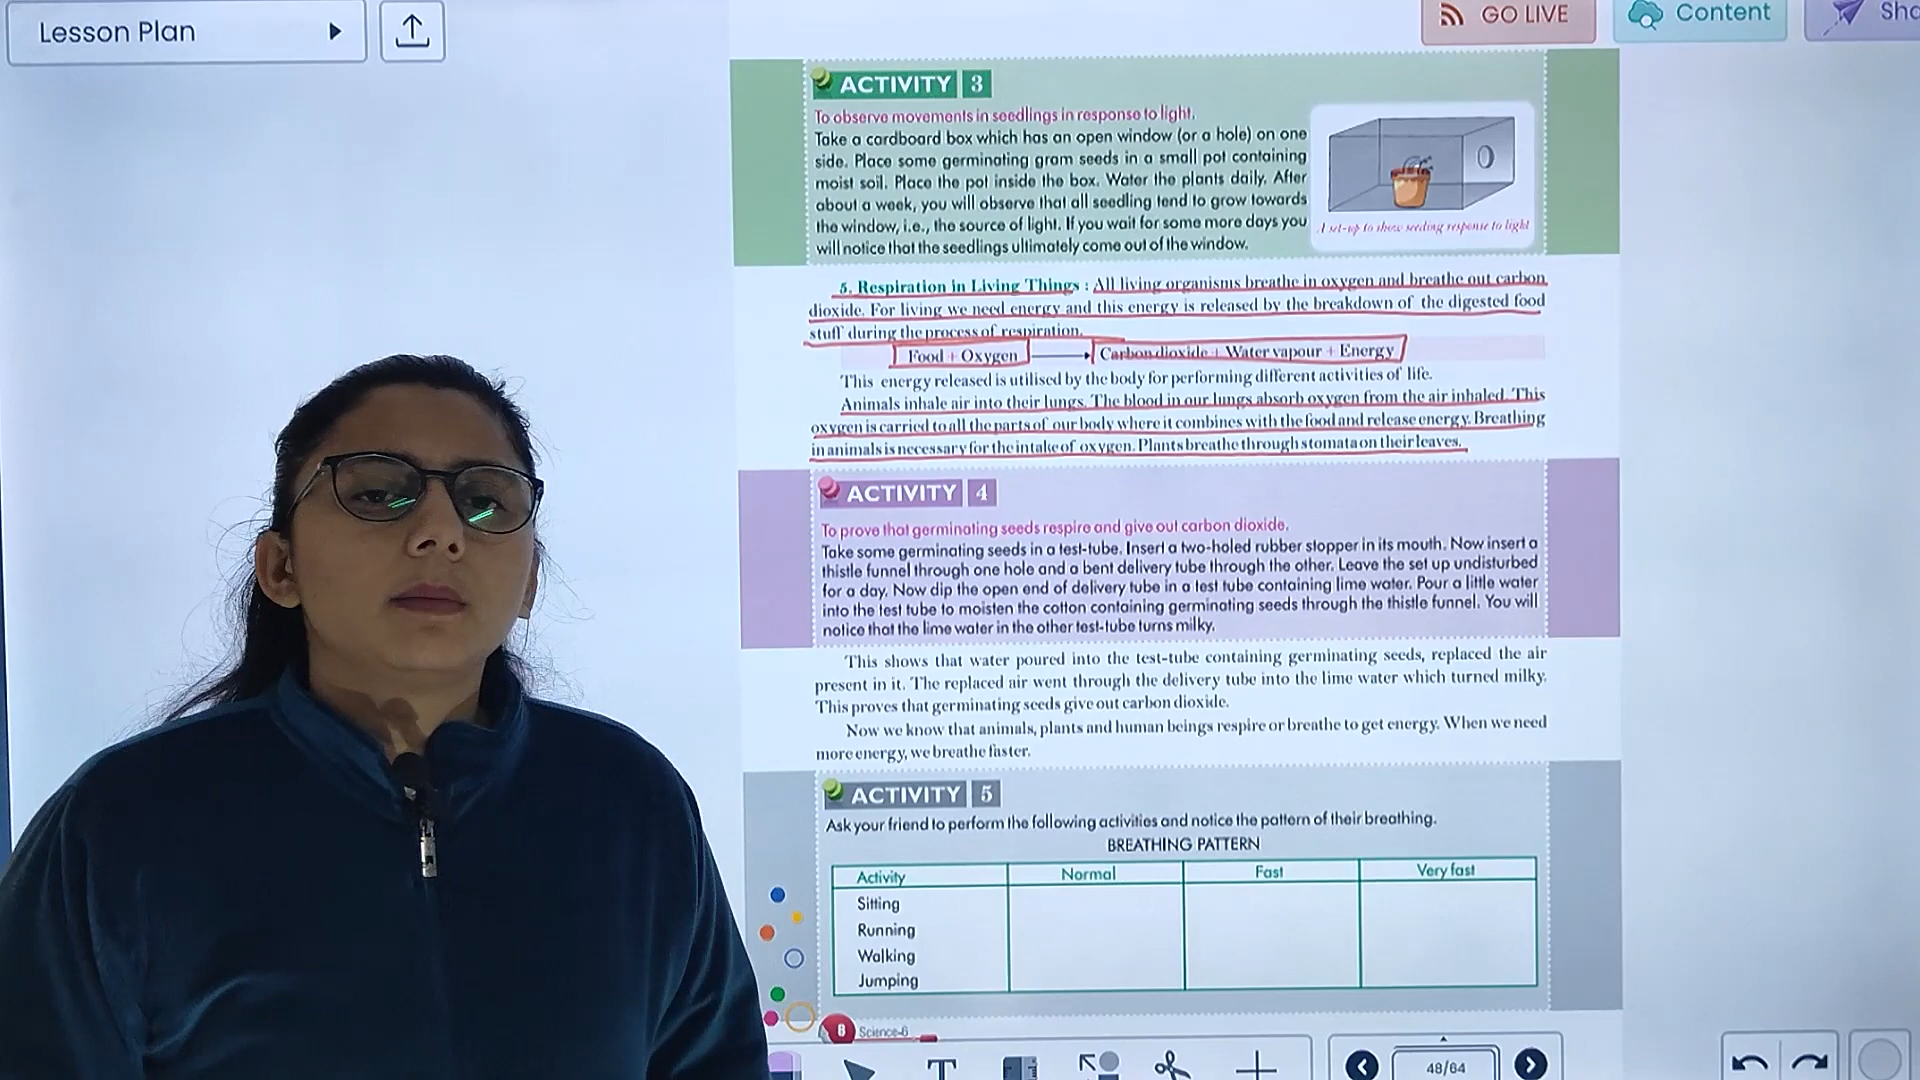 Lesson Plan
GO LIVE
Content
ACTIVITY 3
To observe movements in seedlings in response to light.
Take a cardboard box which has an open window (or a hole) on one
side. Place some germinating gram seeds in a small pot containing
moist soil. Place the pot inside the box. Water the plants daily. After
about a week, you will observe that all seedling tend to grow towards
the window, i.e., the source of light. If you wait for some more days you
will notice that the seedlings ultimately come out of the window.
A set-up to show seeding response to light
5. Respiration in Living Things : All living organisms breathe in oxygen and breathe out carbon
dioxide. For living we need energy and this energy is released by the breakdown of the digested food
stuff during the process of respiration.
Food + Oxygen → Carbon dioxide + Water vapour + Energy
This energy released is utilised by the body for performing different activities of life.
Animals inhale air into their lungs. The blood in our lungs absorb oxygen from the air inhaled. This
oxygen is carried to all the parts of our body where it combines with the food and release energy. Breathing
in animals is necessary for the intake of oxygen. Plants breathe through stomata on their leaves.
ACTIVITY 4
To prove that germinating seeds respire and give out carbon dioxide.
Take some germinating seeds in a test-tube. Insert a two-holed rubber stopper in its mouth. Now insert a
thistle funnel through one hole and a bent delivery tube through the other. Leave the set up undisturbed
for a day. Now dip the open end of delivery tube in a test tube containing lime water. Pour a little water
into the test tube to moisten the cotton containing germinating seeds through the thistle funnel. You will
notice that the lime water in the other test-tube turns milky.
This shows that water poured into the test-tube containing germinating seeds, replaced the air
present in it. The replaced air went through the delivery tube into the lime water which turned milky.
This proves that germinating seeds give out carbon dioxide.
Now we know that animals, plants and human beings respire or breathe to get energy. When we need
more energy, we breathe faster.
ACTIVITY 5
Ask your friend to perform the following activities and notice the pattern of their breathing.
BREATHING PATTERN
Activity Normal Fast Very fast
Sitting
Running
Walking
Jumping
Science-6
48/64